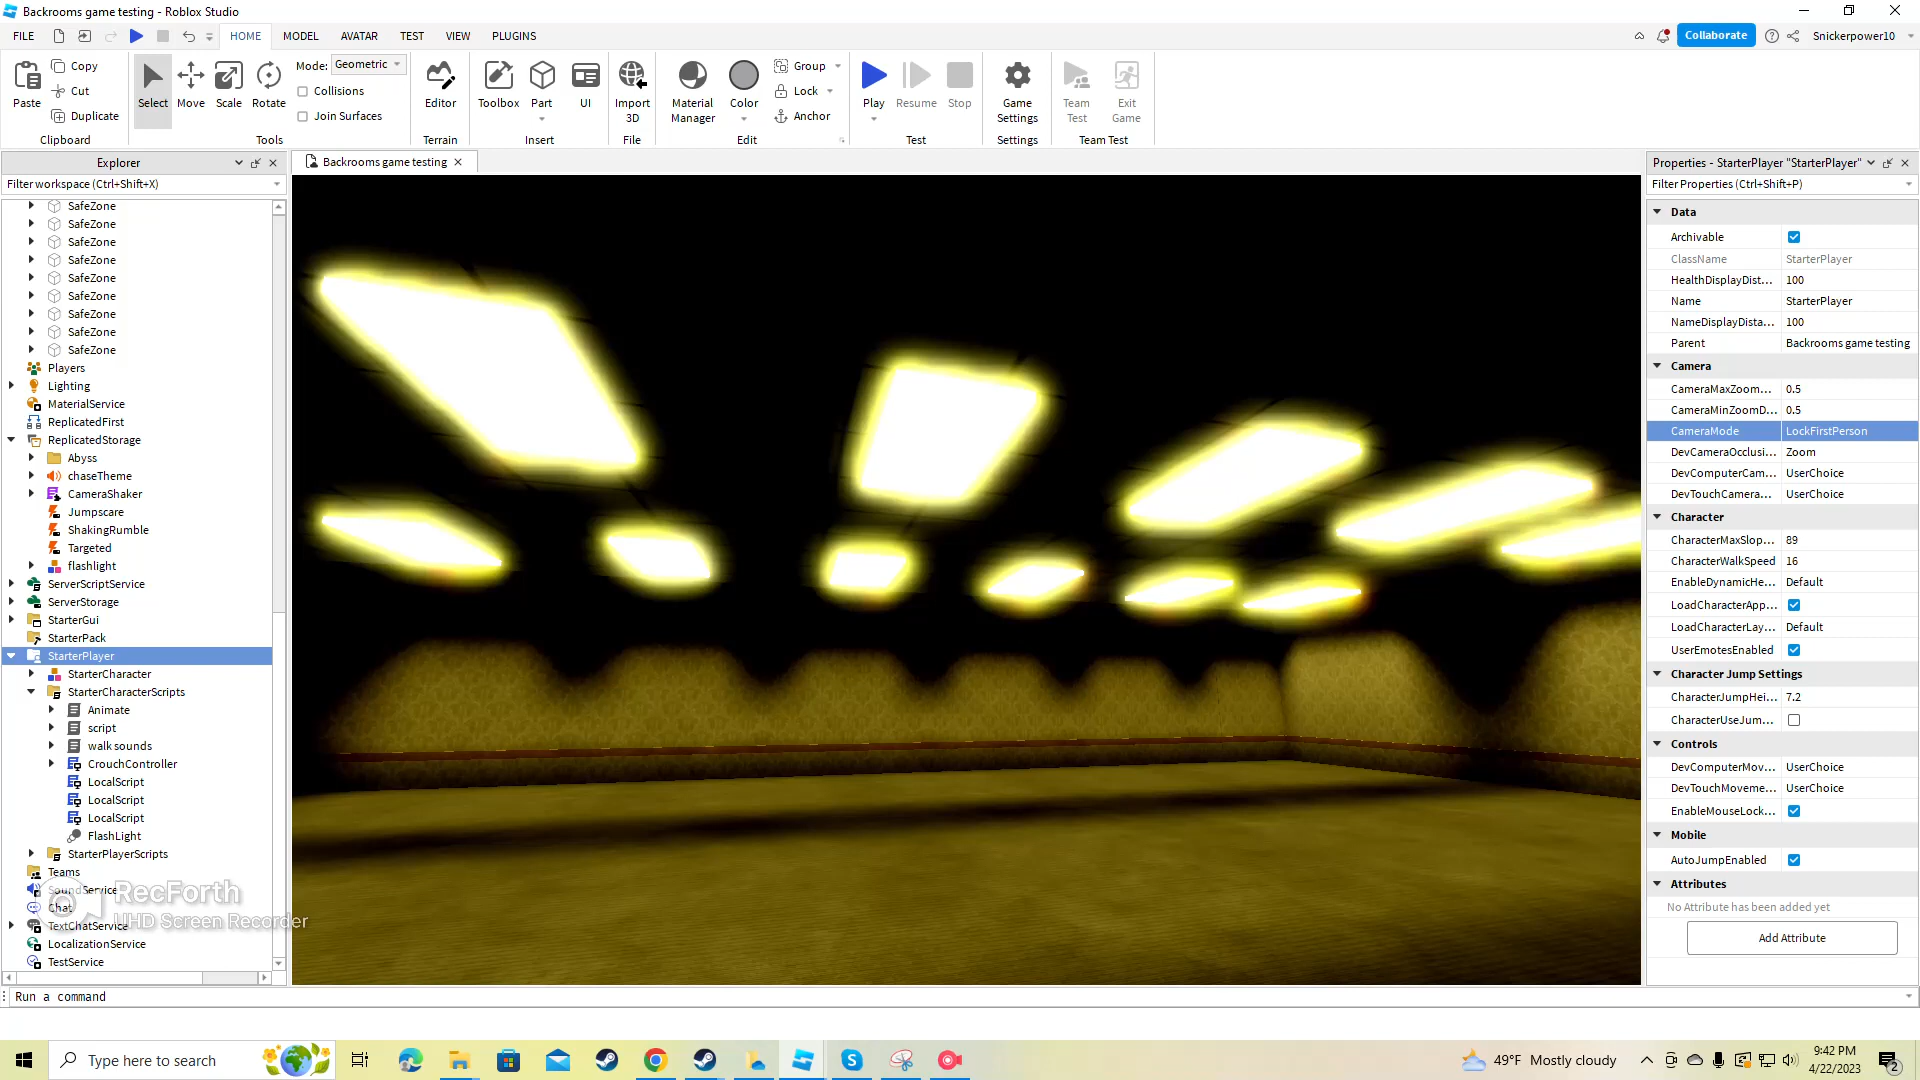 Backrooms game testing - Roblox Studio
FILE
HOME
MODEL
AVATAR
TEST
VIEW
PLUGINS
Collaborate
Snickerpower10
Paste
Copy
Cut
Duplicate
Clipboard
Select
Move
Scale
Rotate
Mode:
Geometric
Collisions
Join Surfaces
Tools
Editor
Terrain
Toolbox
Part
UI
Insert
Import
3D
File
Material
Manager
Color
Group
Lock
Anchor
Edit
Play
Resume
Stop
Test
Game
Settings
Settings
Team
Test
Exit
Game
Team Test
Explorer
Filter workspace (Ctrl+Shift+X)
SafeZone
SafeZone
SafeZone
SafeZone
SafeZone
SafeZone
SafeZone
SafeZone
SafeZone
Players
Lighting
MaterialService
ReplicatedFirst
ReplicatedStorage
Abyss
chaseTheme
CameraShaker
Jumpscare
ShakingRumble
Targeted
flashlight
ServerScriptService
ServerStorage
StarterGui
StarterPack
StarterPlayer
StarterCharacter
StarterCharacterScripts
Animate
script
walk sounds
CrouchController
LocalScript
LocalScript
LocalScript
FlashLight
StarterPlayerScripts
Teams
SoundService
Chat
TextChatService
LocalizationService
TestService
RecForth
UHD Screen Recorder
Backrooms game testing
Properties - StarterPlayer "StarterPlayer"
Filter Properties (Ctrl+Shift+P)
Data
Archivable
ClassName StarterPlayer
HealthDisplayDist... 100
Name StarterPlayer
NameDisplayDista... 100
Parent Backrooms game testing
Camera
CameraMaxZoom... 0.5
CameraMinZoomD... 0.5
CameraMode LockFirstPerson
DevCameraOcclusi... Zoom
DevComputerCam... UserChoice
DevTouchCamera... UserChoice
Character
CharacterMaxSlop... 89
CharacterWalkSpeed 16
EnableDynamicHe... Default
LoadCharacterApp...
LoadCharacterLay... Default
UserEmotesEnabled
Character Jump Settings
CharacterJumpHei... 7.2
CharacterUseJum...
Controls
DevComputerMov... UserChoice
DevTouchMoveme... UserChoice
EnableMouseLock...
Mobile
AutoJumpEnabled
Attributes
No Attribute has been added yet
Add Attribute
Run a command
Type here to search
49°F Mostly cloudy
9:42 PM
4/22/2023
2